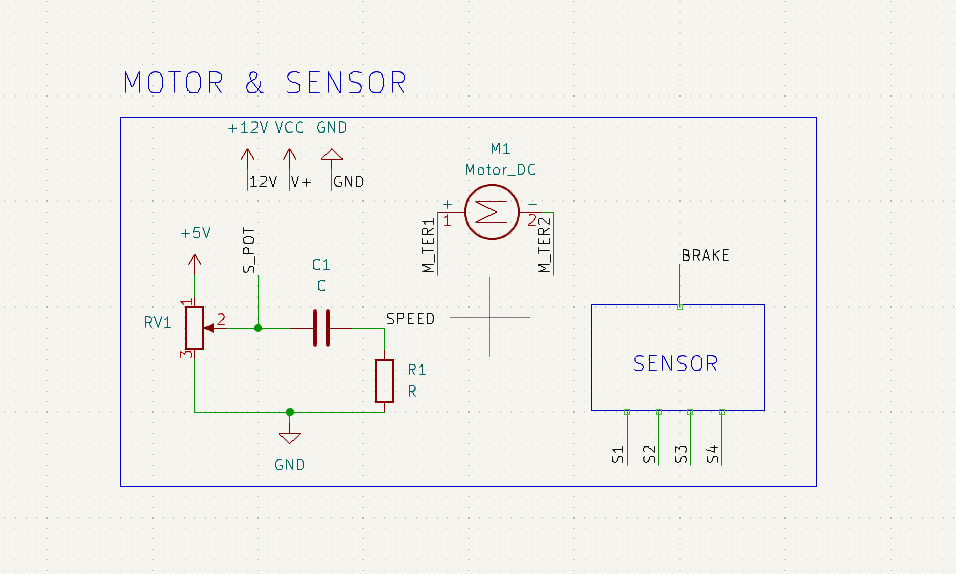 MOTOR & SENSOR
+12V VCC GND
12V V+ GND
M1
Motor_DC
+ −
1 2
M_TER1
M_TER2
+5V
S_POT
C1
C
BRAKE
RV1
1
2
3
SPEED
R1
R
SENSOR
S1 S2 S3 S4
GND